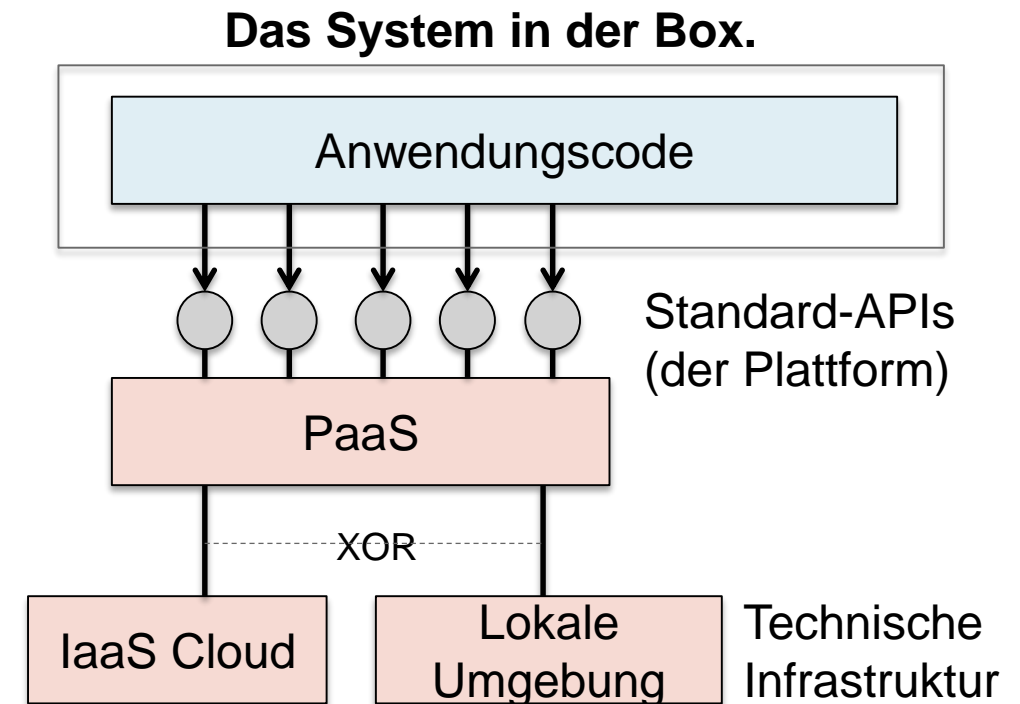 Das System in der Box.
Anwendungscode
Standard-APIs
(der Plattform)
PaaS
XOR
IaaS Cloud
Lokale
Umgebung
Technische
Infrastruktur